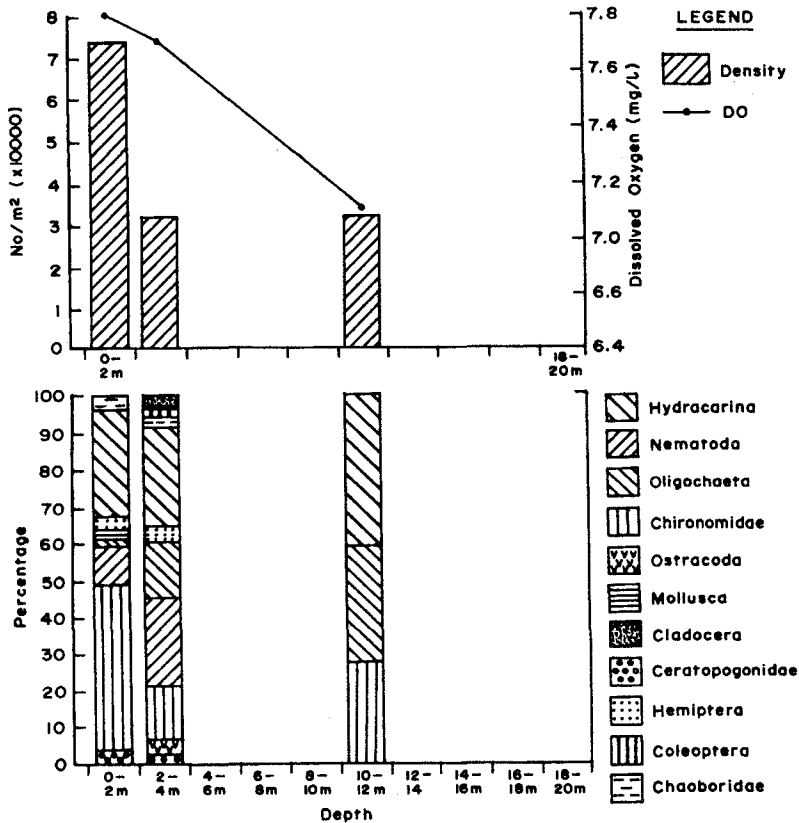 LEGEND
Density
DO
No/m² (x10000)
8
7
6
5
4
3
2
1
0
Dissolved Oxygen (mg/l)
7.8
7.6
7.4
7.2
7.0
6.6
6.4
0-
2m
18-
20m
Percentage
100
90
80
70
60
50
40
30
20
10
0
0-
2m
2-
4m
4-
6m
6-
8m
8-
10m
10-
12m
12-
14
14-
16m
16-
18m
18-
20m
Depth
Hydracarina
Nematoda
Oligochaeta
Chironomidae
Ostracoda
Mollusca
Cladocera
Ceratopogonidae
Hemiptera
Coleoptera
Chaoboridae